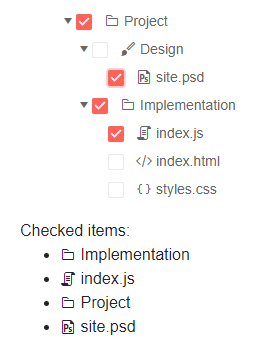 Project
Design
site.psd
Implementation
index.js
index.html
styles.css
Checked items:
Implementation
index.js
Project
site.psd